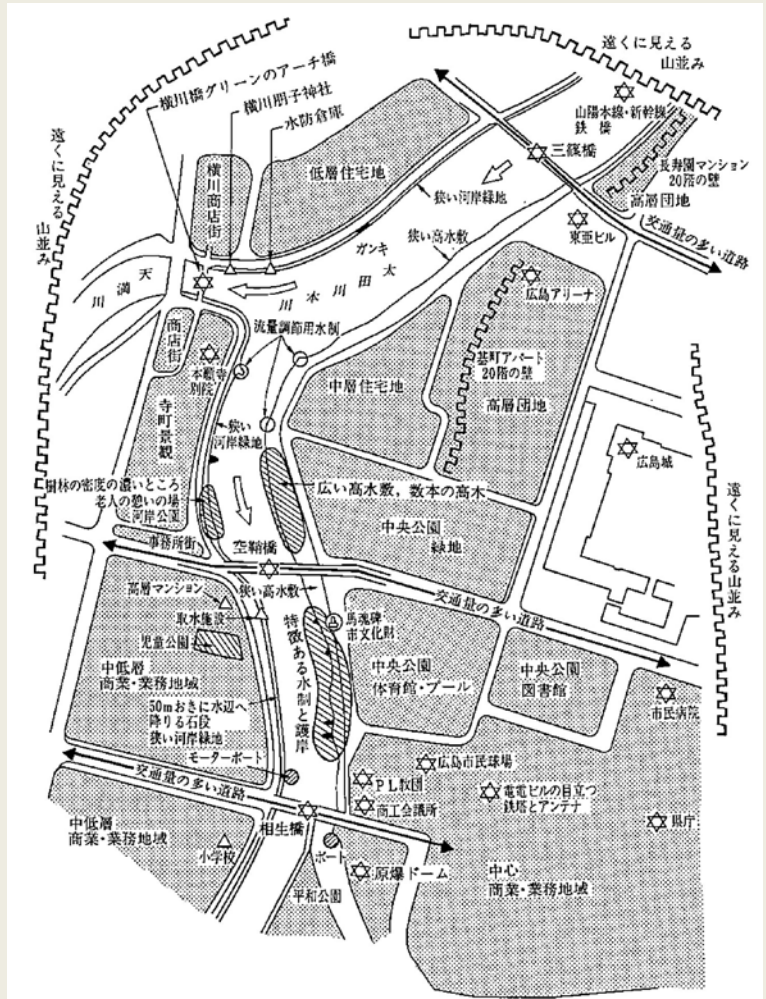 遠くに見える
山並み
横川橋グリーンのアーチ橋
横川胡子神社
水防倉庫
山陽本線・新幹線
鉄橋
三篠橋
長寿園マンション
20階の壁
高層団地
遠くに見える
山並み
横川商店街
低層住宅地
狭い河岸緑地
交通量の多い道路
狭い高水敷
東亜ビル
ガンキ
太田川本川
天満川
広島アリーナ
流量調節用水制
商店街
本願寺
別院
基町アパート
20階の壁
中層住宅地
高層団地
寺町景観
狭い
河岸緑地
広島城
樹林の密度の濃いところ
老人の憩いの場
河岸公園
広い高水敷，数本の高木
中央公園
緑地
遠くに見える山並み
事務所街
空鞘橋
高層マンション
狭い高水敷
交通量の多い道路
取水施設
馬魂碑
市文化財
児童公園
特徴ある水制と護岸
中央公園
体育館・プール
中央公園
図書館
中低層
商業・業務地域
市民病院
50mおきに水辺へ
降りる石段
狭い河岸緑地
モーターボート
広島市民球場
交通量の多い道路
PL教団
電電ビルの目立つ
鉄塔とアンテナ
商工会議所
中低層
商業・業務地域
相生橋
県庁
小学校
ボート
原爆ドーム
中心
商業・業務地域
平和公園